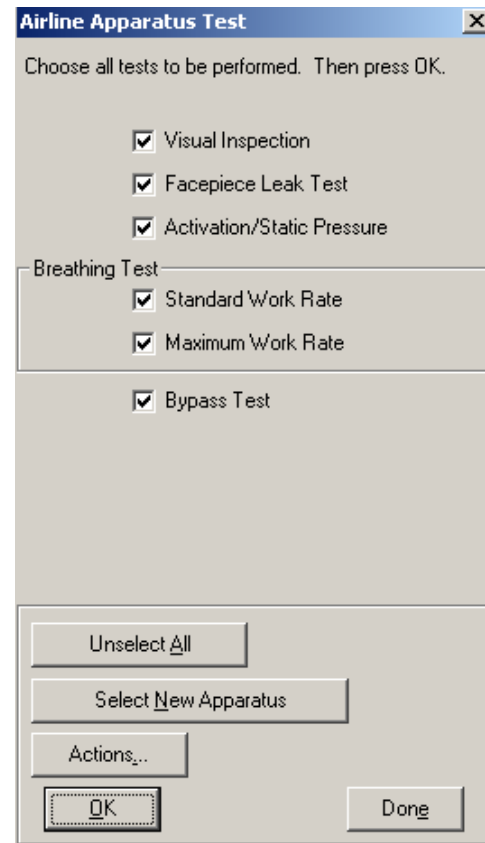 Airline Apparatus Test
Choose all tests to be performed. Then press OK.
Visual Inspection
Facepiece Leak Test
Activation/Static Pressure
Breathing Test
Standard Work Rate
Maximum Work Rate
Bypass Test
Unselect All
Select New Apparatus
Actions...
OK
Done